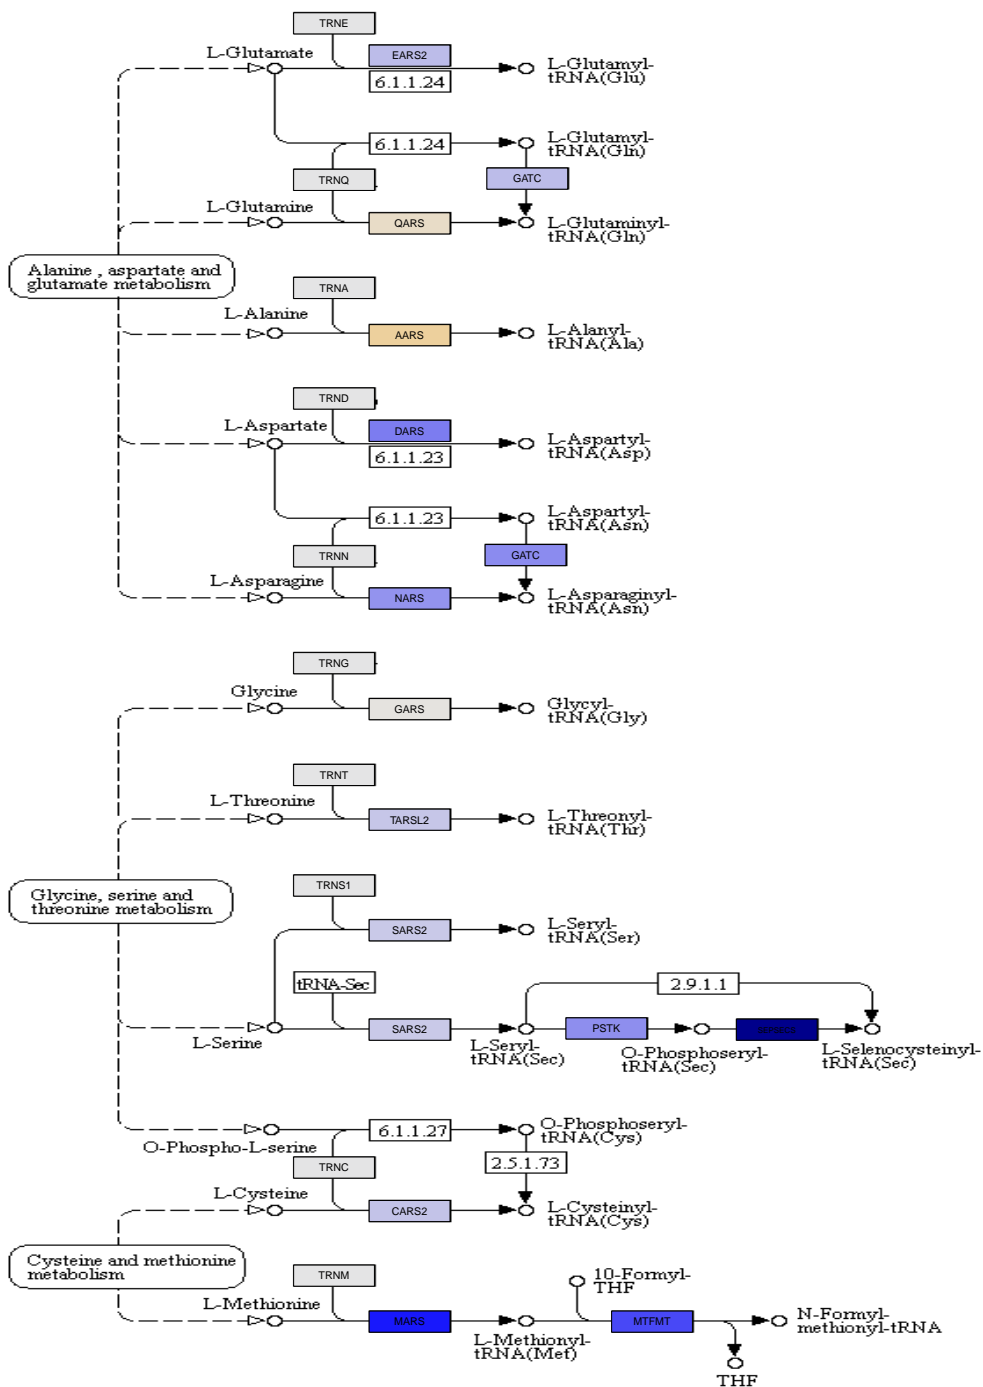 TRNE
L-Glutamate
EARS2
6.1.1.24
L-Glutamyl-
tRNA(Glu)
6.1.1.24
L-Glutamyl-
tRNA(Gln)
TRNQ
GATC
L-Glutamine
QARS
L-Glutaminyl-
tRNA(Gln)
Alanine , aspartate and
glutamate metabolism
TRNA
L-Alanine
AARS
L-Alanyl-
tRNA(Ala)
TRND
L-Aspartate
DARS
6.1.1.23
L-Aspartyl-
tRNA(Asp)
6.1.1.23
L-Aspartyl-
tRNA(Asn)
TRNN
GATC
L-Asparagine
NARS
L-Asparaginyl-
tRNA(Asn)
TRNG
Glycine
GARS
Glycyl-
tRNA(Gly)
TRNT
L-Threonine
TARSL2
L-Threonyl-
tRNA(Thr)
Glycine, serine and
threonine metabolism
TRNS1
SARS2
L-Seryl-
tRNA(Ser)
tRNA-Sec
2.9.1.1
L-Serine
SARS2
L-Seryl-
tRNA(Sec)
PSTK
O-Phosphoseryl-
tRNA(Sec)
L-Selenocysteinyl-
tRNA(Sec)
O-Phospho-L-serine
6.1.1.27
O-Phosphoseryl-
tRNA(Cys)
TRNC
2.5.1.73
L-Cysteine
CARS2
L-Cysteinyl-
tRNA(Cys)
Cysteine and methionine
metabolism
TRNM
10-Formyl-
THF
L-Methionine
MARS
L-Methionyl-
tRNA(Met)
MTFMT
N-Formyl-
methionyl-tRNA
THF